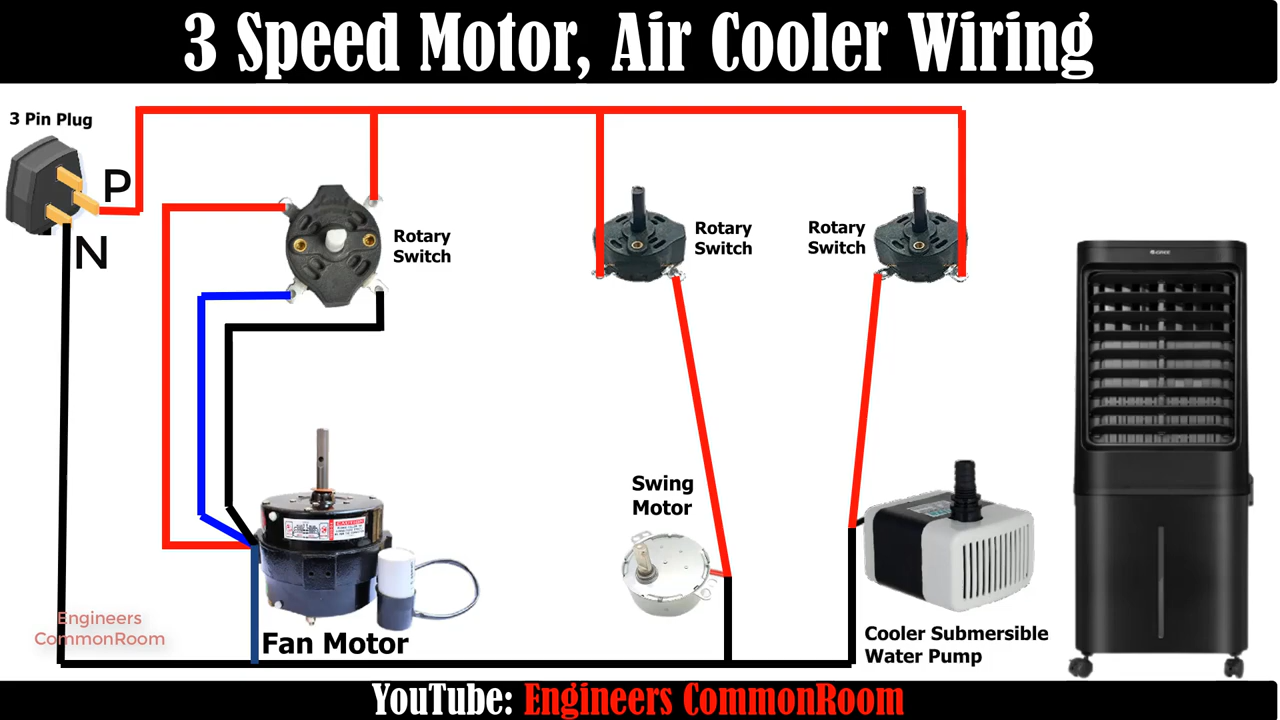 3 Speed Motor, Air Cooler Wiring
3 Pin Plug
P
N
Rotary
Switch
Rotary
Switch
Rotary
Switch
GREE
Swing
Motor
Engineers
CommonRoom
Fan Motor
Cooler Submersible
Water Pump
YouTube: Engineers CommonRoom